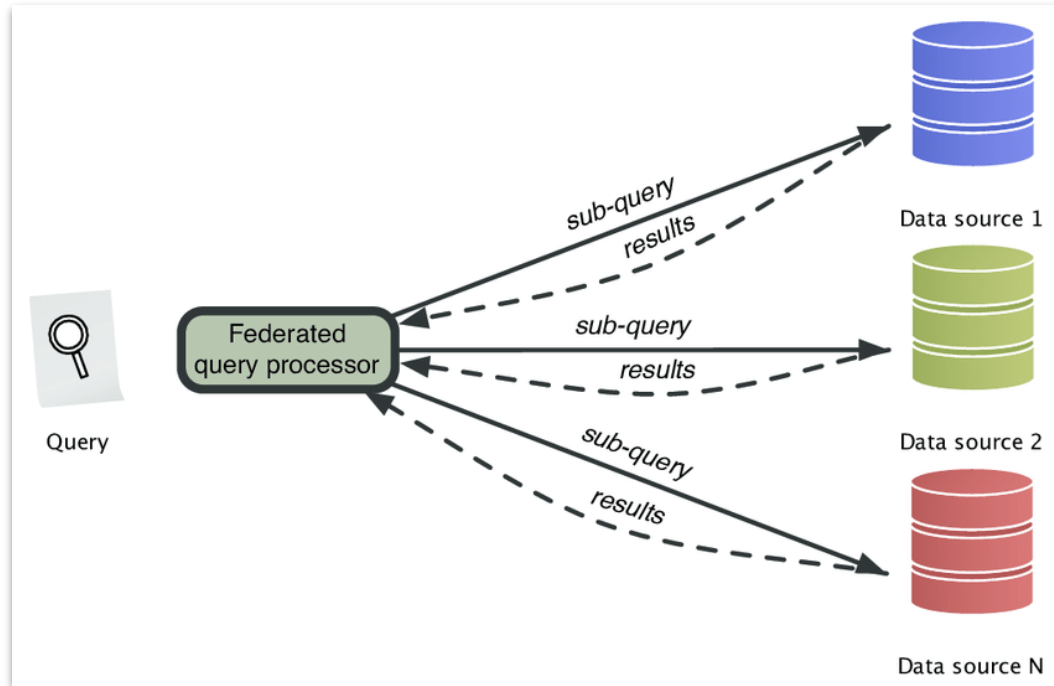 sub-query
results
Data source 1
Federated
query processor
sub-query
results
Query
Data source 2
sub-query
results
Data source N